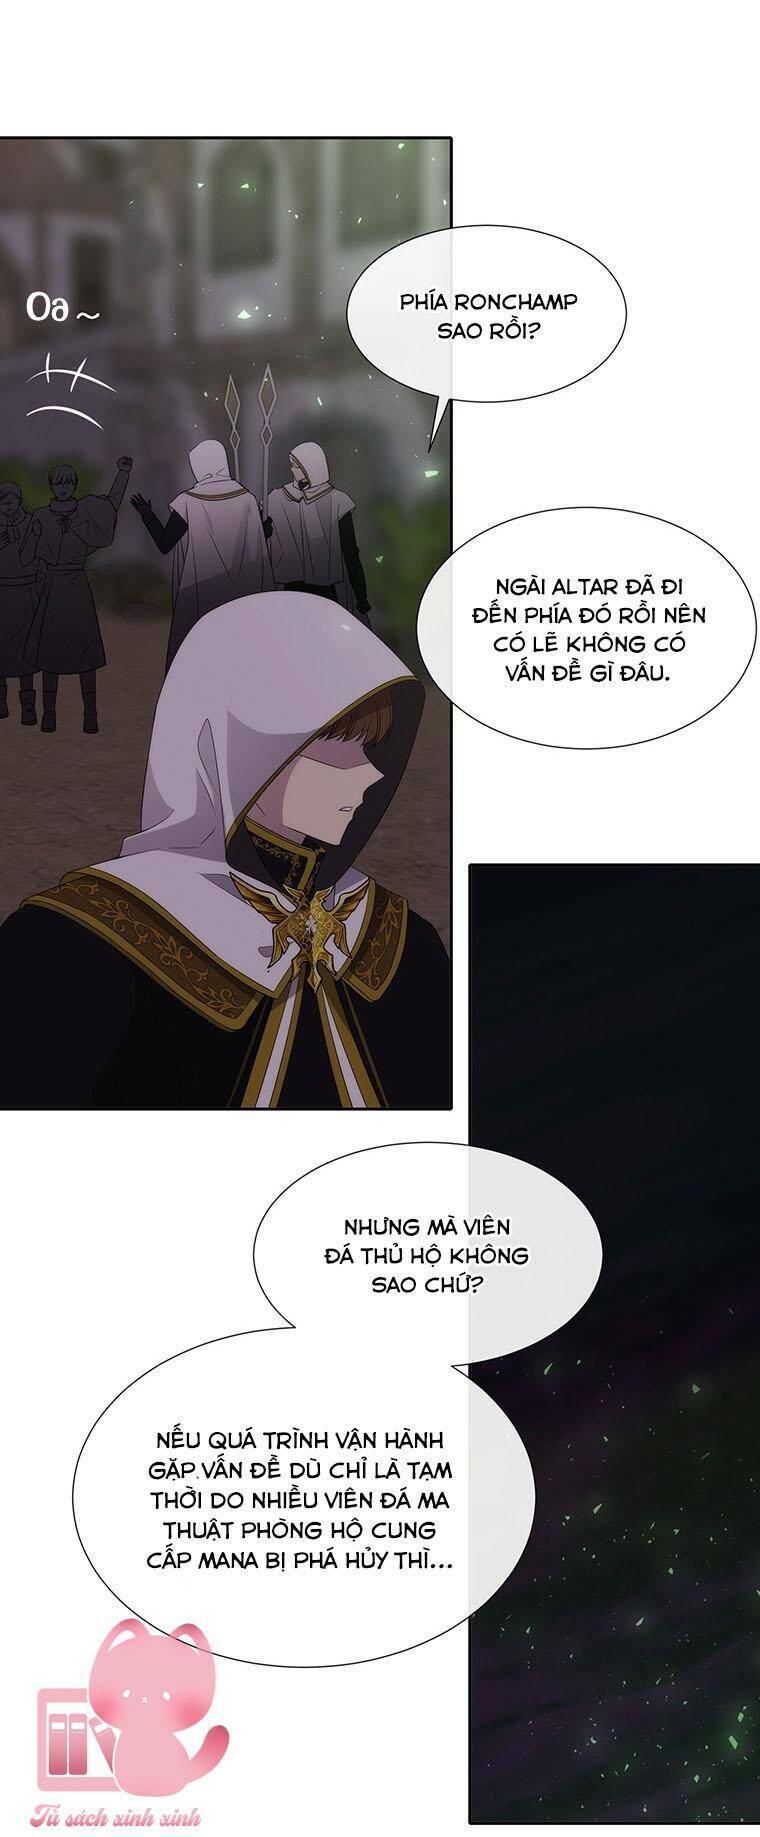 PHÍA RONCHAMP
SAO RỒI?
Oa~
NGÀI ALTAR ĐÃ ĐI
ĐẾN PHÍA ĐÓ RỒI NÊN
CÓ LẼ KHÔNG CÓ
VẤN ĐỀ GÌ ĐÂU.
NHƯNG MÀ VIÊN
ĐÁ THỦ HỘ KHÔNG
SAO CHỨ?
NẾU QUÁ TRÌNH VẬN HÀNH
GẶP VẤN ĐỀ DÙ CHỈ LÀ TẠM
THỜI DO NHIỀU VIÊN ĐÁ MA
THUẬT PHÒNG HỘ CUNG
CẤP MANA BỊ PHÁ HỦY THÌ...
Tủ sách xinh xinh